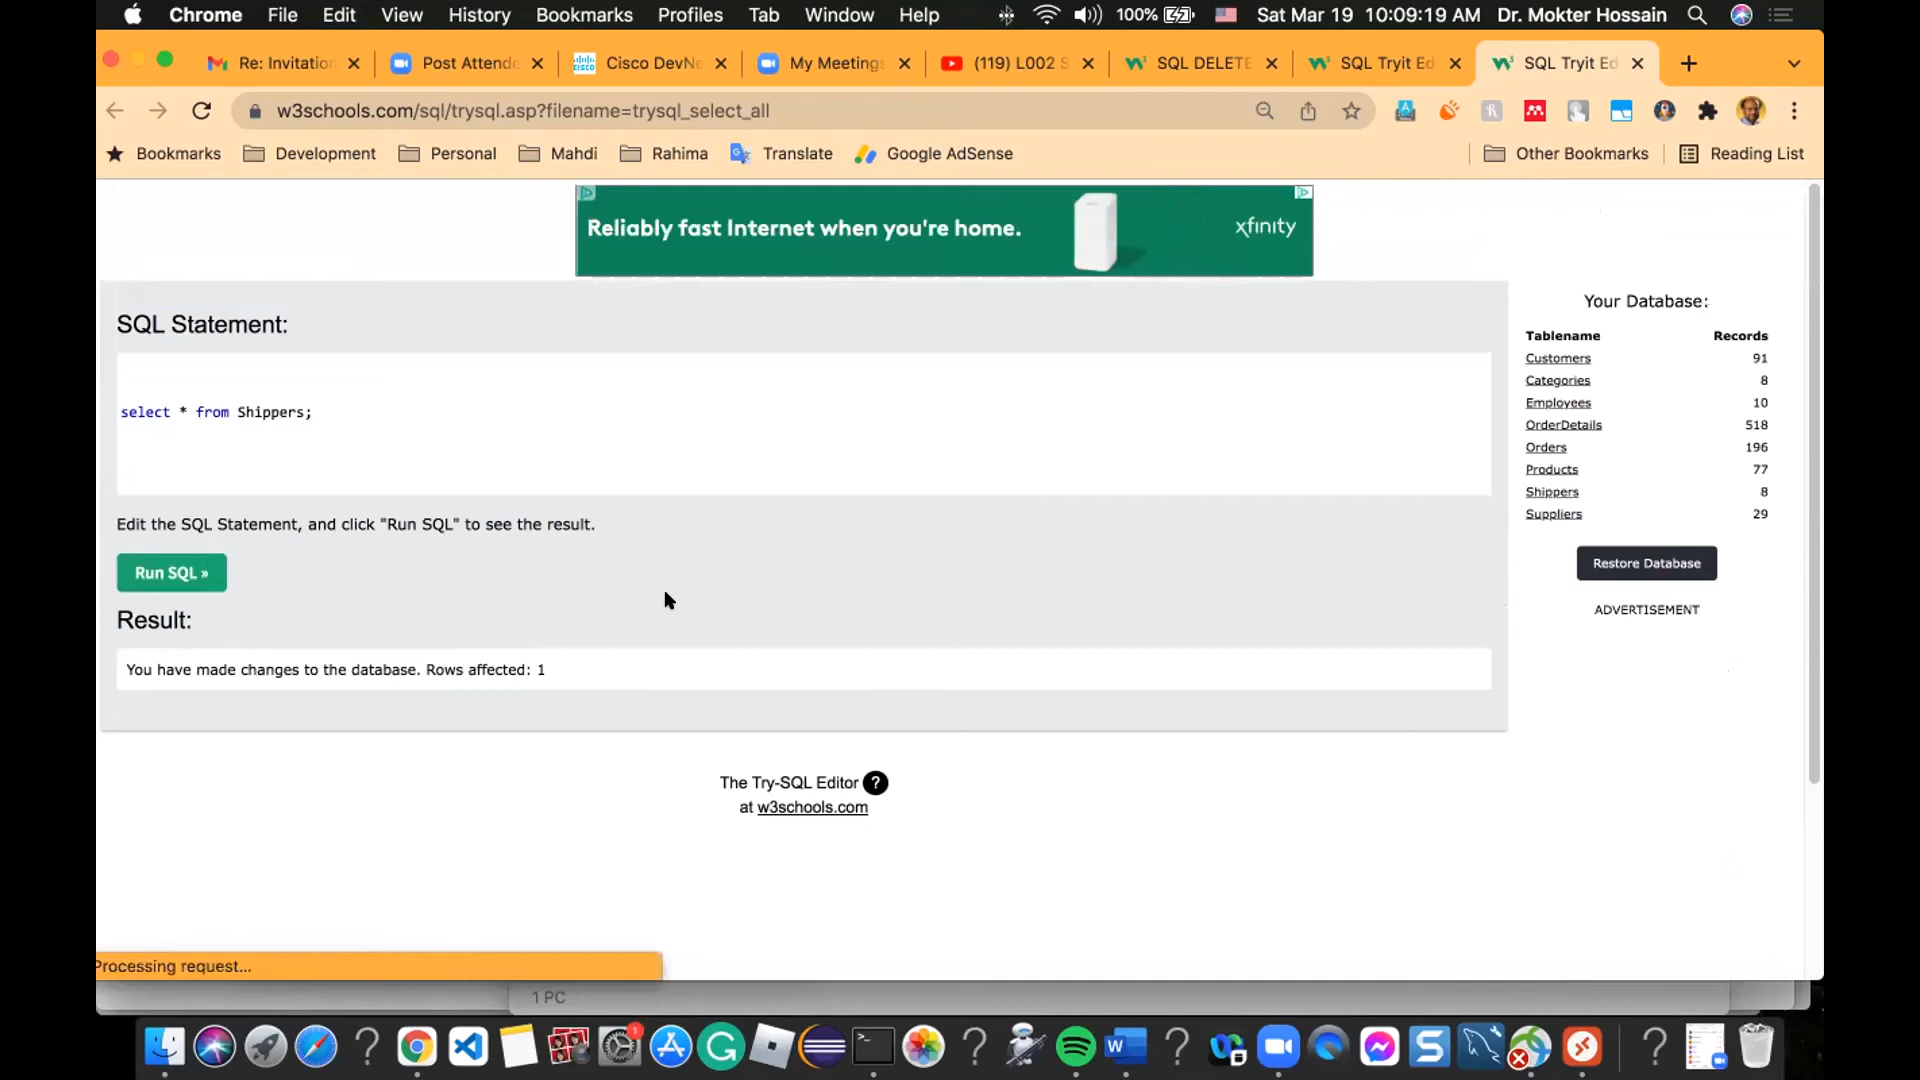 Chrome File Edit View History Bookmarks Profiles Tab Window Help 100% Sat Mar 19 10:09:19 AM Dr. Mokter Hossain
Re: Invitation Post Attende Cisco DevNe My Meetings (119) L002 S SQL DELETE SQL Tryit Ed SQL Tryit Ed
w3schools.com/sql/trysql.asp?filename=trysql_select_all
Bookmarks Development Personal Mahdi Rahima Translate Google AdSense Other Bookmarks Reading List
Reliably fast Internet when you're home. xfinity
Your Database:
SQL Statement:
Tablename Records
Customers 91
Categories 8
Employees 10
OrderDetails 518
Orders 196
Products 77
Shippers 8
Suppliers 29
select * from Shippers;
Edit the SQL Statement, and click "Run SQL" to see the result.
Restore Database
Run SQL »
ADVERTISEMENT
Result:
You have made changes to the database. Rows affected: 1
The Try-SQL Editor ?
at w3schools.com
Processing request...
1 PC